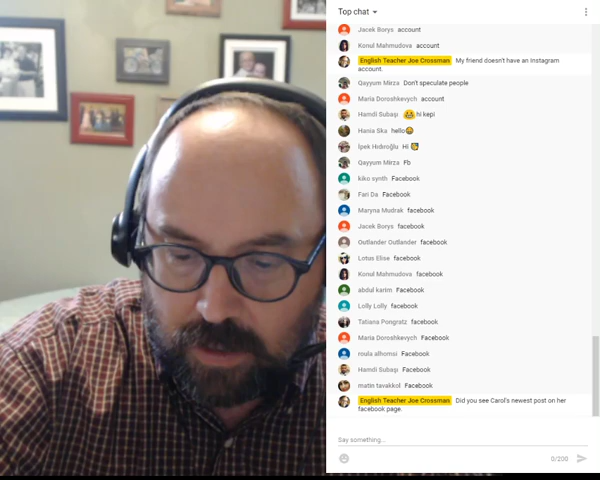 Top chat
Jacek Borys account
Konul Mahmudova account
English Teacher Joe Crossman My friend doesn't have an Instagram
account.
Qayyum Mirza Don't speculate people
Maria Doroshkevych account
Hamdi Subaşı hi kepi
Hania Ska hello
İpek Hıdıroğlu Hi
Qayyum Mirza Fb
kiko synth Facebook
Fari Da Facebook
Maryna Mudrak facebook
Jacek Borys facebook
Outlander Outlander facebook
Lotus Elise facebook
Konul Mahmudova facebook
abdul karim Facebook
Lolly Lolly facebook
Tatiana Pongratz facebook
Maria Doroshkevych Facebook
roula alhomsi Facebook
Hamdi Subaşı Facebook
matin tavakkol Facebook
English Teacher Joe Crossman Did you see Carol's newest post on her
facebook page.
Say something...
0/200